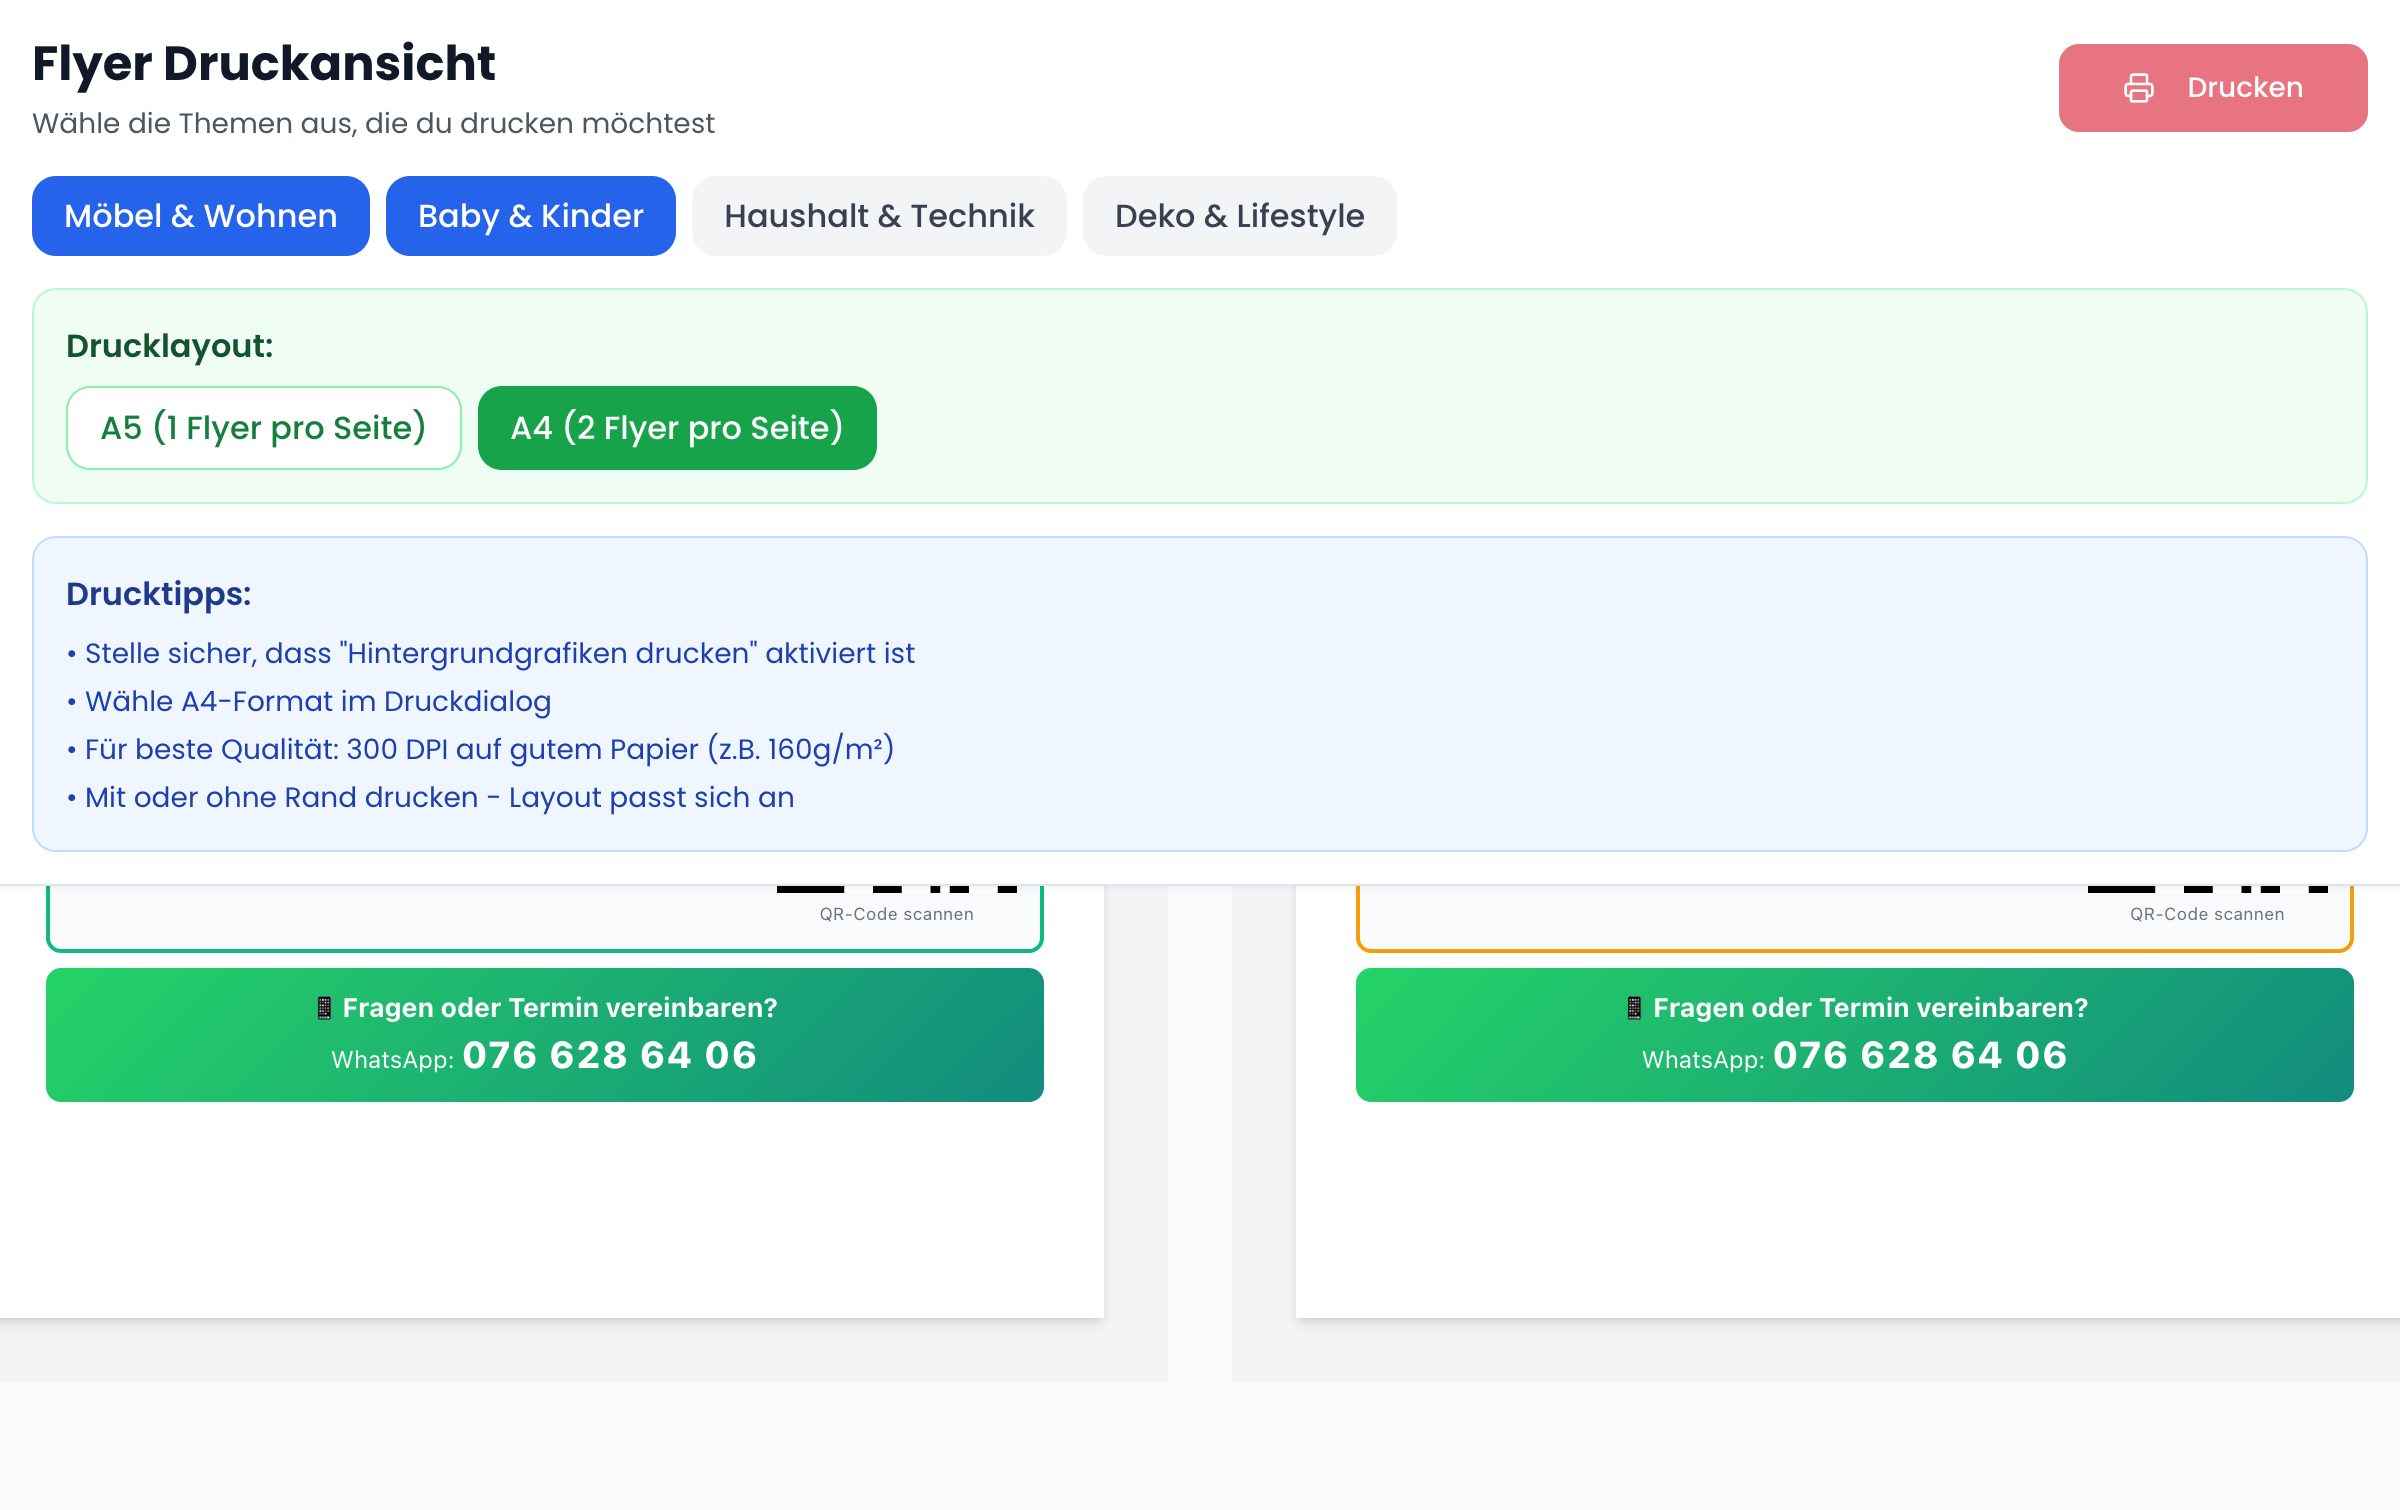 Flyer Druckansicht
Wähle die Themen aus, die du drucken möchtest
Drucken
Möbel & Wohnen
Baby & Kinder
Haushalt & Technik
Deko & Lifestyle
Drucklayout:
A5 (1 Flyer pro Seite)
A4 (2 Flyer pro Seite)
Drucktipps:
• Stelle sicher, dass "Hintergrundgrafiken drucken" aktiviert ist
• Wähle A4-Format im Druckdialog
• Für beste Qualität: 300 DPI auf gutem Papier (z.B. 160g/m²)
• Mit oder ohne Rand drucken - Layout passt sich an
QR-Code scannen
📱 Fragen oder Termin vereinbaren?
WhatsApp: 076 628 64 06
QR-Code scannen
📱 Fragen oder Termin vereinbaren?
WhatsApp: 076 628 64 06